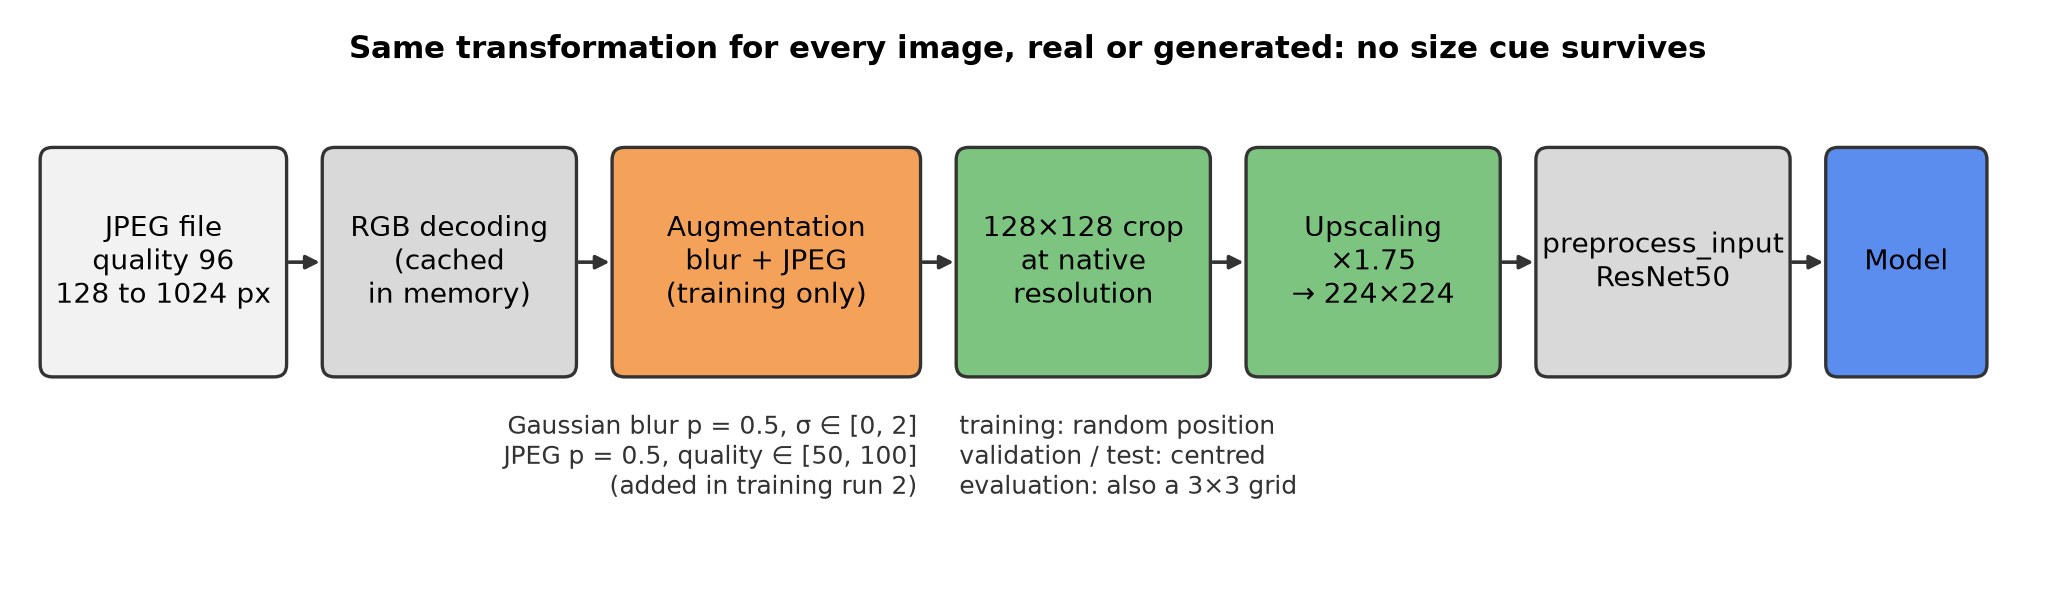 Same transformation for every image, real or generated: no size cue survives
JPEG file
quality 96
128 to 1024 px
RGB decoding
(cached
in memory)
Augmentation
blur + JPEG
(training only)
128×128 crop
at native
resolution
Upscaling
×1.75
→ 224×224
preprocess_input
ResNet50
Model
Gaussian blur p = 0.5, σ ∈ [0, 2]
JPEG p = 0.5, quality ∈ [50, 100]
(added in training run 2)
training: random position
validation / test: centred
evaluation: also a 3×3 grid